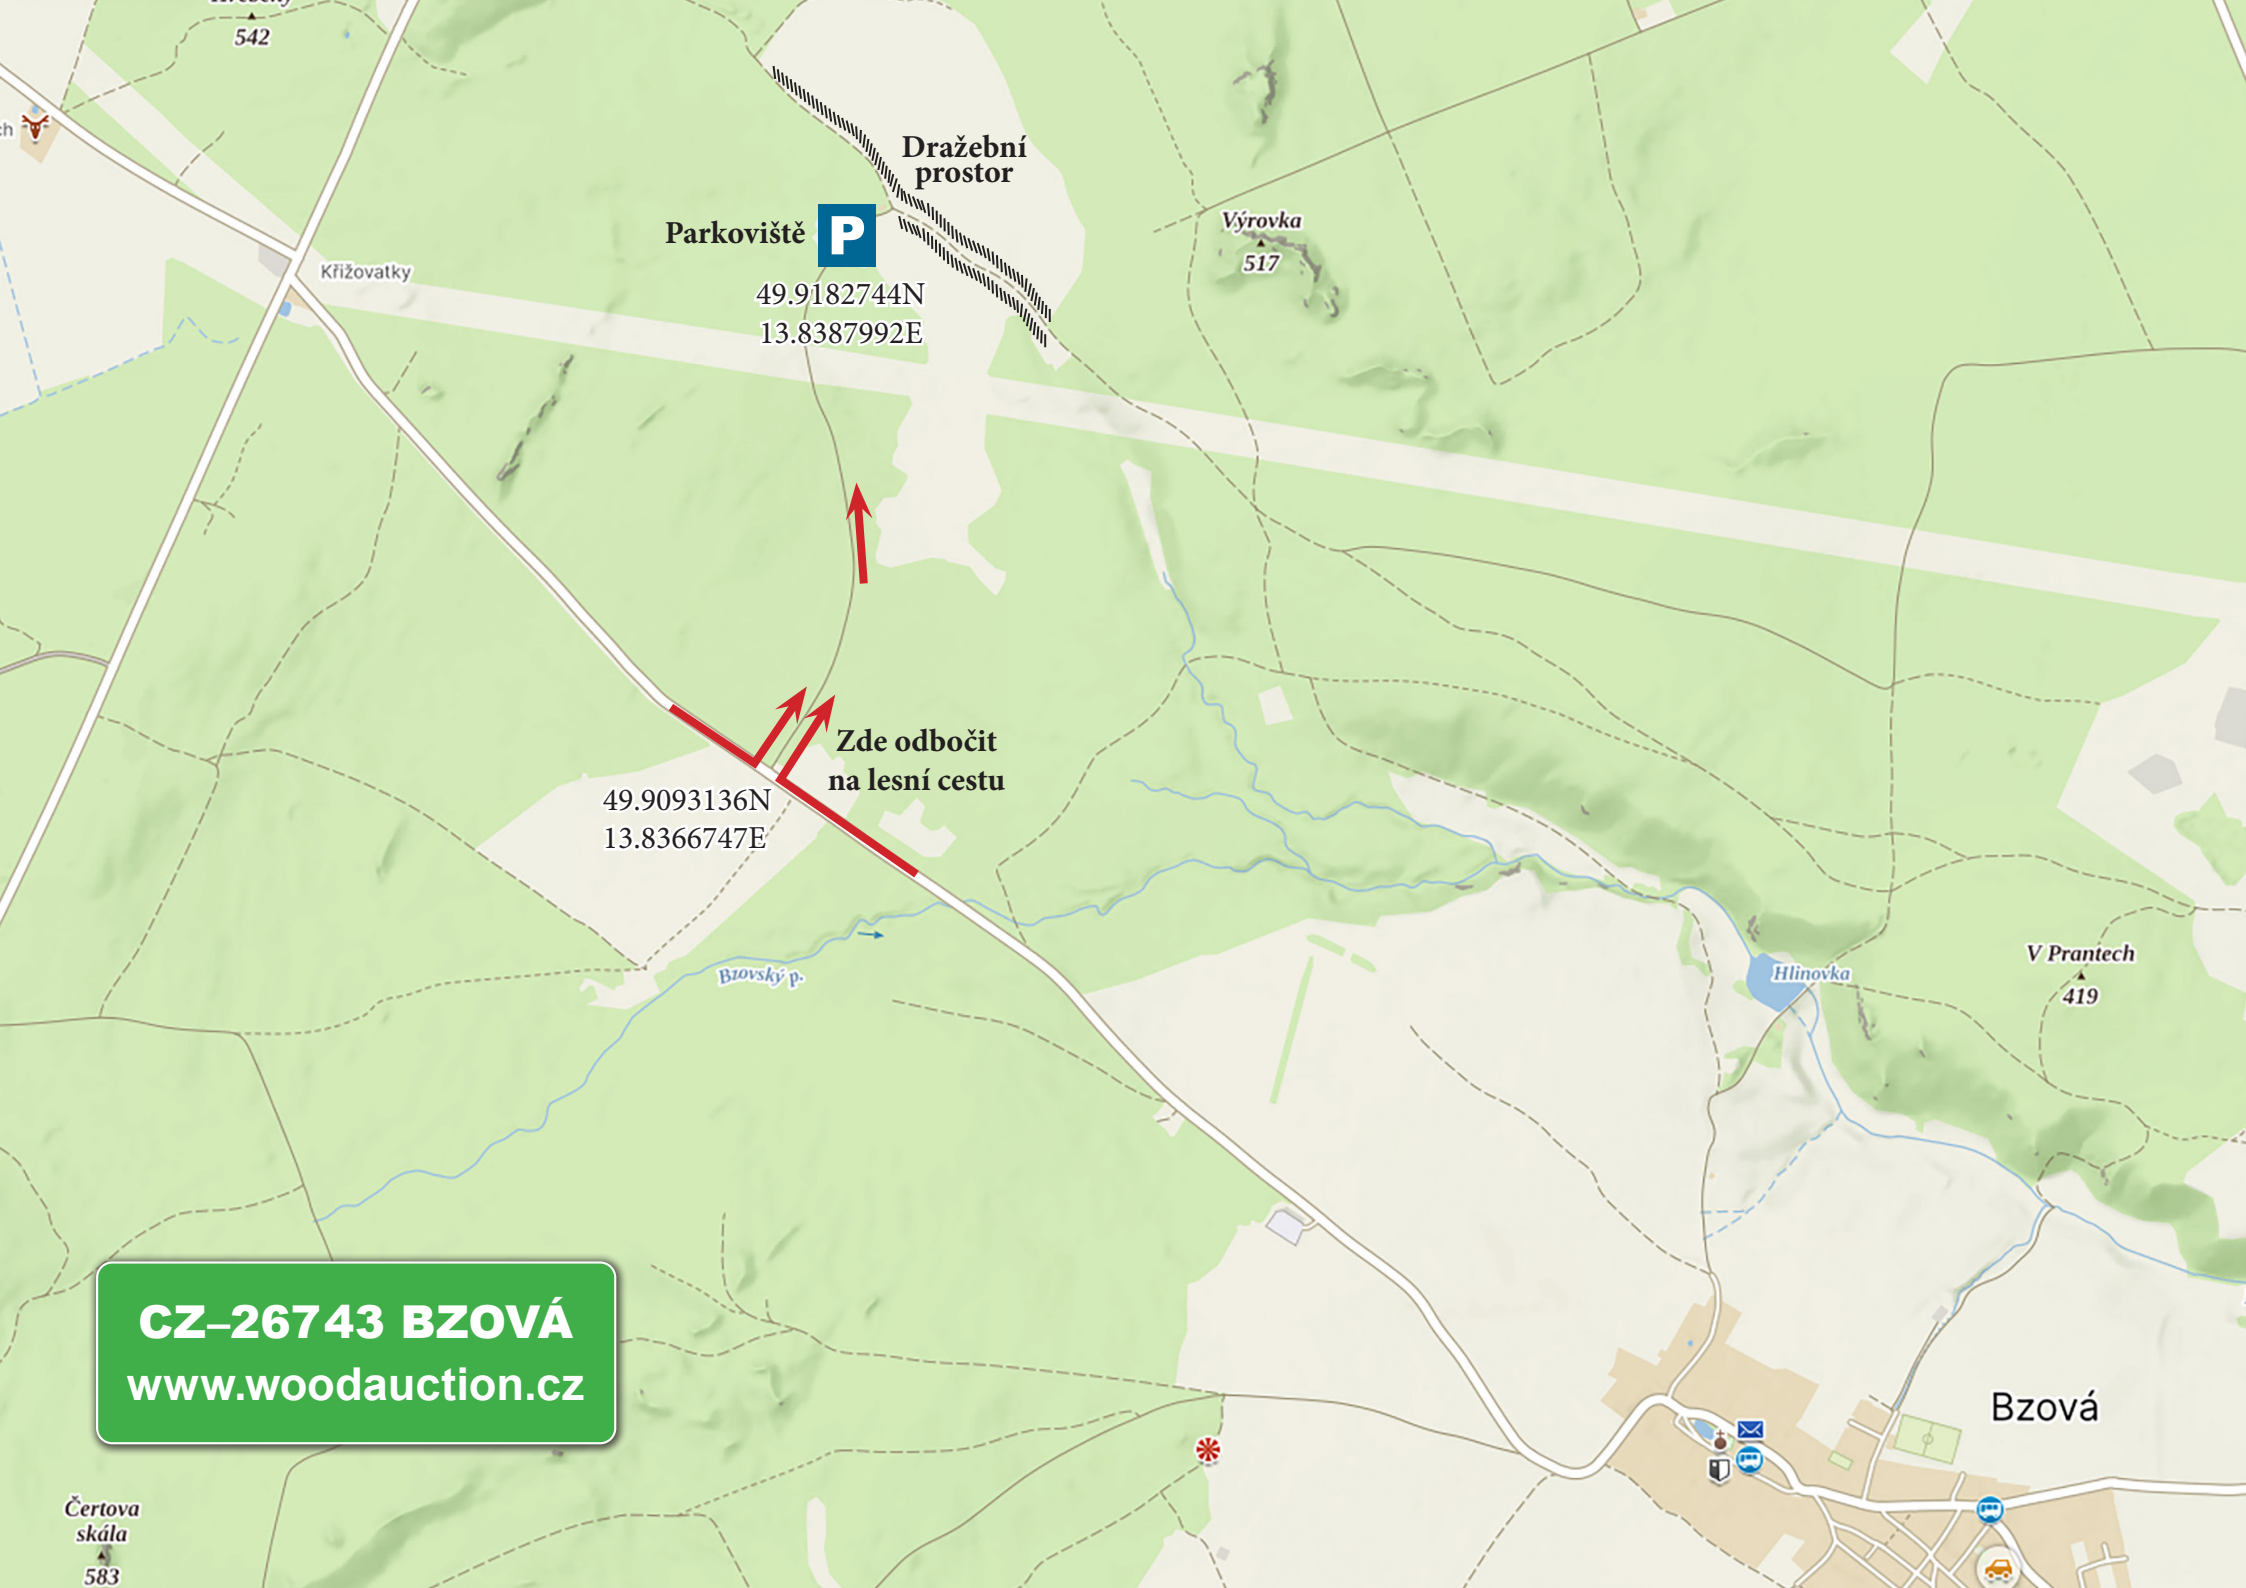 542
Dražební
prostor
Parkoviště
P
Výrovka
517
Křižovatky
49.9182744N
13.8387992E
Zde odbočit
na lesní cestu
49.9093136N
13.8366747E
Bzovský p.
Hlinovka
V Prantech
419
CZ–26743 BZOVÁ
www.woodauction.cz
Bzová
Čertova
skála
583